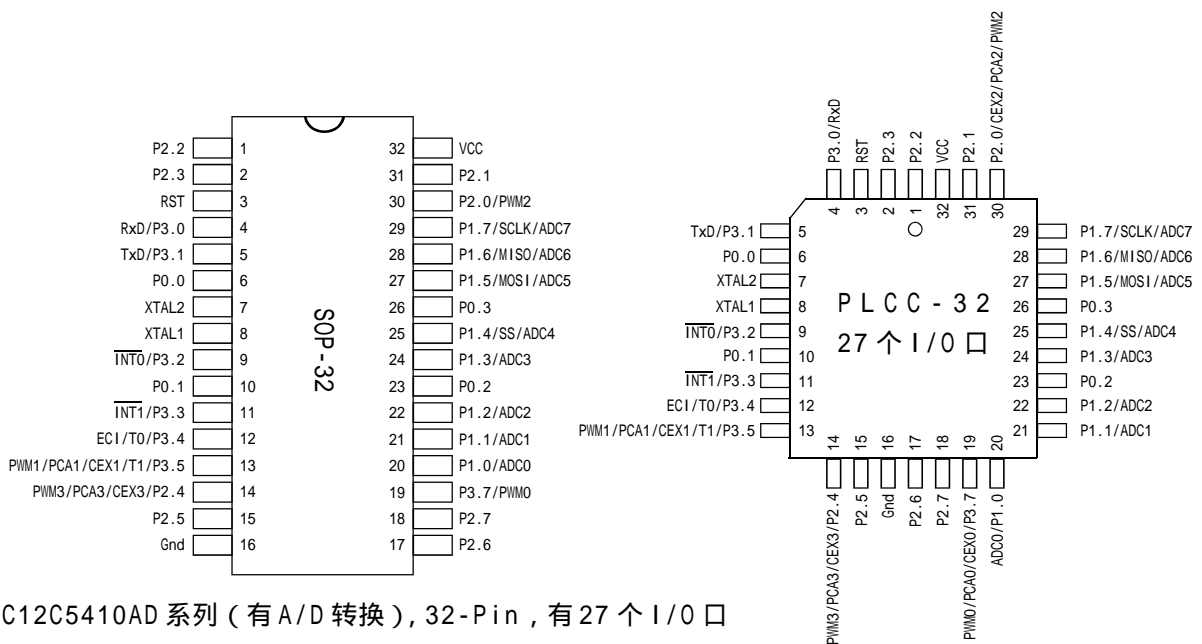 P2.2 1
P2.3 2
RST 3
RxD/P3.0 4
TxD/P3.1 5
P0.0 6
XTAL2 7
XTAL1 8
INT0/P3.2 9
P0.1 10
INT1/P3.3 11
ECI/T0/P3.4 12
PWM1/PCA1/CEX1/T1/P3.5 13
PWM3/PCA3/CEX3/P2.4 14
P2.5 15
Gnd 16
SOP-32
32 VCC
31 P2.1
30 P2.0/PWM2
29 P1.7/SCLK/ADC7
28 P1.6/MISO/ADC6
27 P1.5/MOSI/ADC5
26 P0.3
25 P1.4/SS/ADC4
24 P1.3/ADC3
23 P0.2
22 P1.2/ADC2
21 P1.1/ADC1
20 P1.0/ADC0
19 P3.7/PWM0
18 P2.7
17 P2.6
P3.0/RxD 4
RST 3
P2.3 2
P2.2 1
VCC 32
P2.1 31
P2.0/CEX2/PCA2/PWM2 30
TxD/P3.1 5
P0.0 6
XTAL2 7
XTAL1 8
INT0/P3.2 9
P0.1 10
INT1/P3.3 11
ECI/T0/P3.4 12
PWM1/PCA1/CEX1/T1/P3.5 13
PLCC-32
27个I/O口
29 P1.7/SCLK/ADC7
28 P1.6/MISO/ADC6
27 P1.5/MOSI/ADC5
26 P0.3
25 P1.4/SS/ADC4
24 P1.3/ADC3
23 P0.2
22 P1.2/ADC2
21 P1.1/ADC1
14 PWM3/PCA3/CEX3/P2.4
15 P2.5
16 Gnd
17 P2.6
18 P2.7
19 PWM0/PCA0/CEX0/P3.7
20 ADC0/P1.0
C12C5410AD系列（有A/D转换）, 32-Pin，有27个I/O口